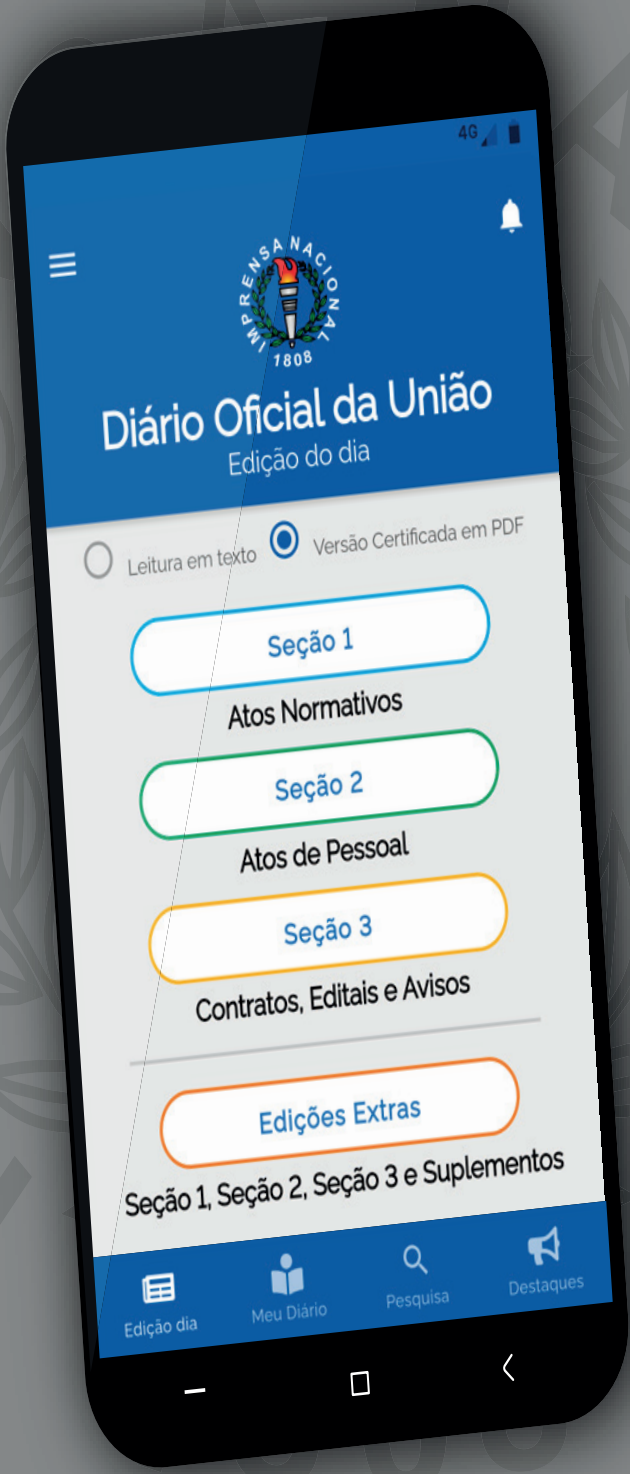 4G
IMPRENSA NACIONAL
1808
Diário Oficial da União
Edição do dia
Leitura em texto
Versão Certificada em PDF
Seção 1
Atos Normativos
Seção 2
Atos de Pessoal
Seção 3
Contratos, Editais e Avisos
Edições Extras
Seção 1, Seção 2, Seção 3 e Suplementos
Edição dia
Meu Diário
Pesquisa
Destaques